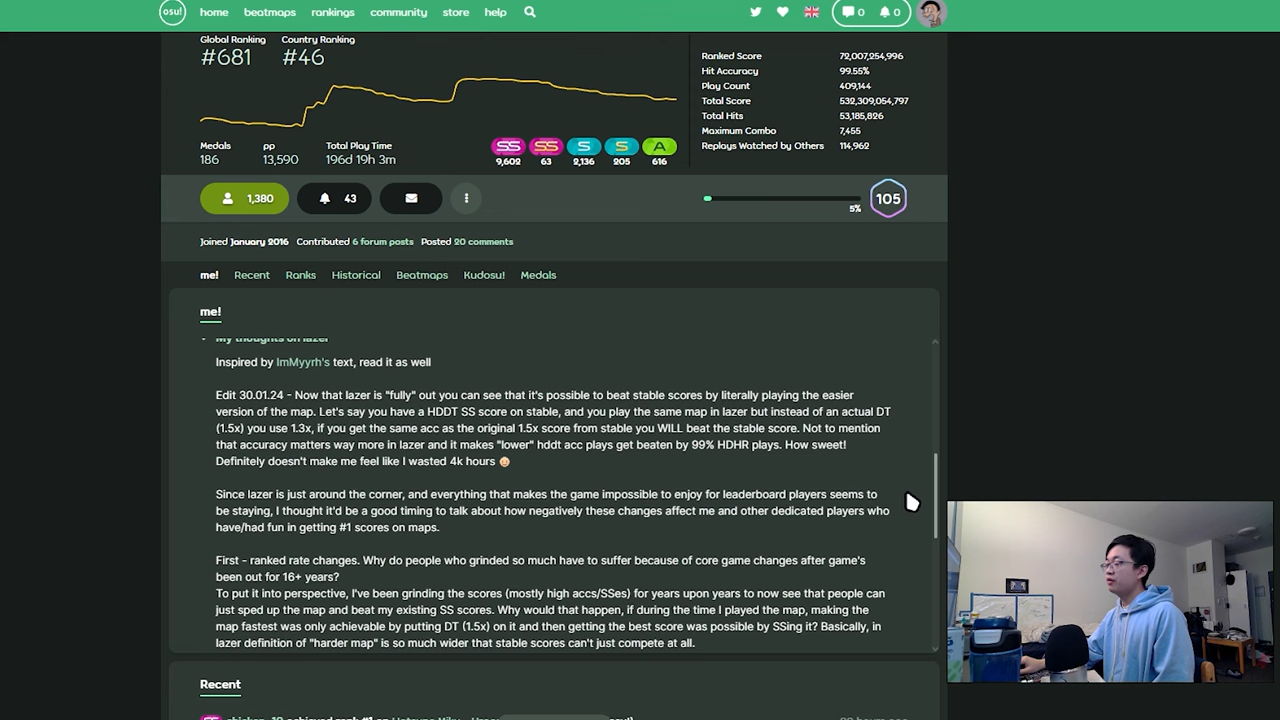 osu!
home beatmaps rankings community store help
0 0
Global Ranking Country Ranking
#681 #46
Ranked Score 72,007,254,996
Hit Accuracy 99.55%
Play Count 409,144
Total Score 532,309,054,797
Total Hits 53,185,826
Maximum Combo 7,455
Replays Watched by Others 114,962
Medals pp Total Play Time
186 13,590 196d 19h 3m
SS SS S S A
9,602 63 2,136 205 616
1,380 43
5% 105
Joined January 2016 Contributed 6 forum posts Posted 20 comments
me! Recent Ranks Historical Beatmaps Kudosu! Medals
me!
My thoughts on lazer
Inspired by ImMyyrh's text, read it as well
Edit 30.01.24 - Now that lazer is "fully" out you can see that it's possible to beat stable scores by literally playing the easier
version of the map. Let's say you have a HDDT SS score on stable, and you play the same map in lazer but instead of an actual DT
(1.5x) you use 1.3x, if you get the same acc as the original 1.5x score from stable you WILL beat the stable score. Not to mention
that accuracy matters way more in lazer and it makes "lower" hddt acc plays get beaten by 99% HDHR plays. How sweet!
Definitely doesn't make me feel like I wasted 4k hours
Since lazer is just around the corner, and everything that makes the game impossible to enjoy for leaderboard players seems to
be staying, I thought it'd be a good timing to talk about how negatively these changes affect me and other dedicated players who
have/had fun in getting #1 scores on maps.
First - ranked rate changes. Why do people who grinded so much have to suffer because of core game changes after game's
been out for 16+ years?
To put it into perspective, I've been grinding the scores (mostly high accs/SSes) for years upon years to now see that people can
just sped up the map and beat my existing SS scores. Why would that happen, if during the time I played the map, making the
map fastest was only achievable by putting DT (1.5x) on it and then getting the best score was possible by SSing it? Basically, in
lazer definition of "harder map" is so much wider that stable scores can't just compete at all.
Recent
achieved rank #1 on